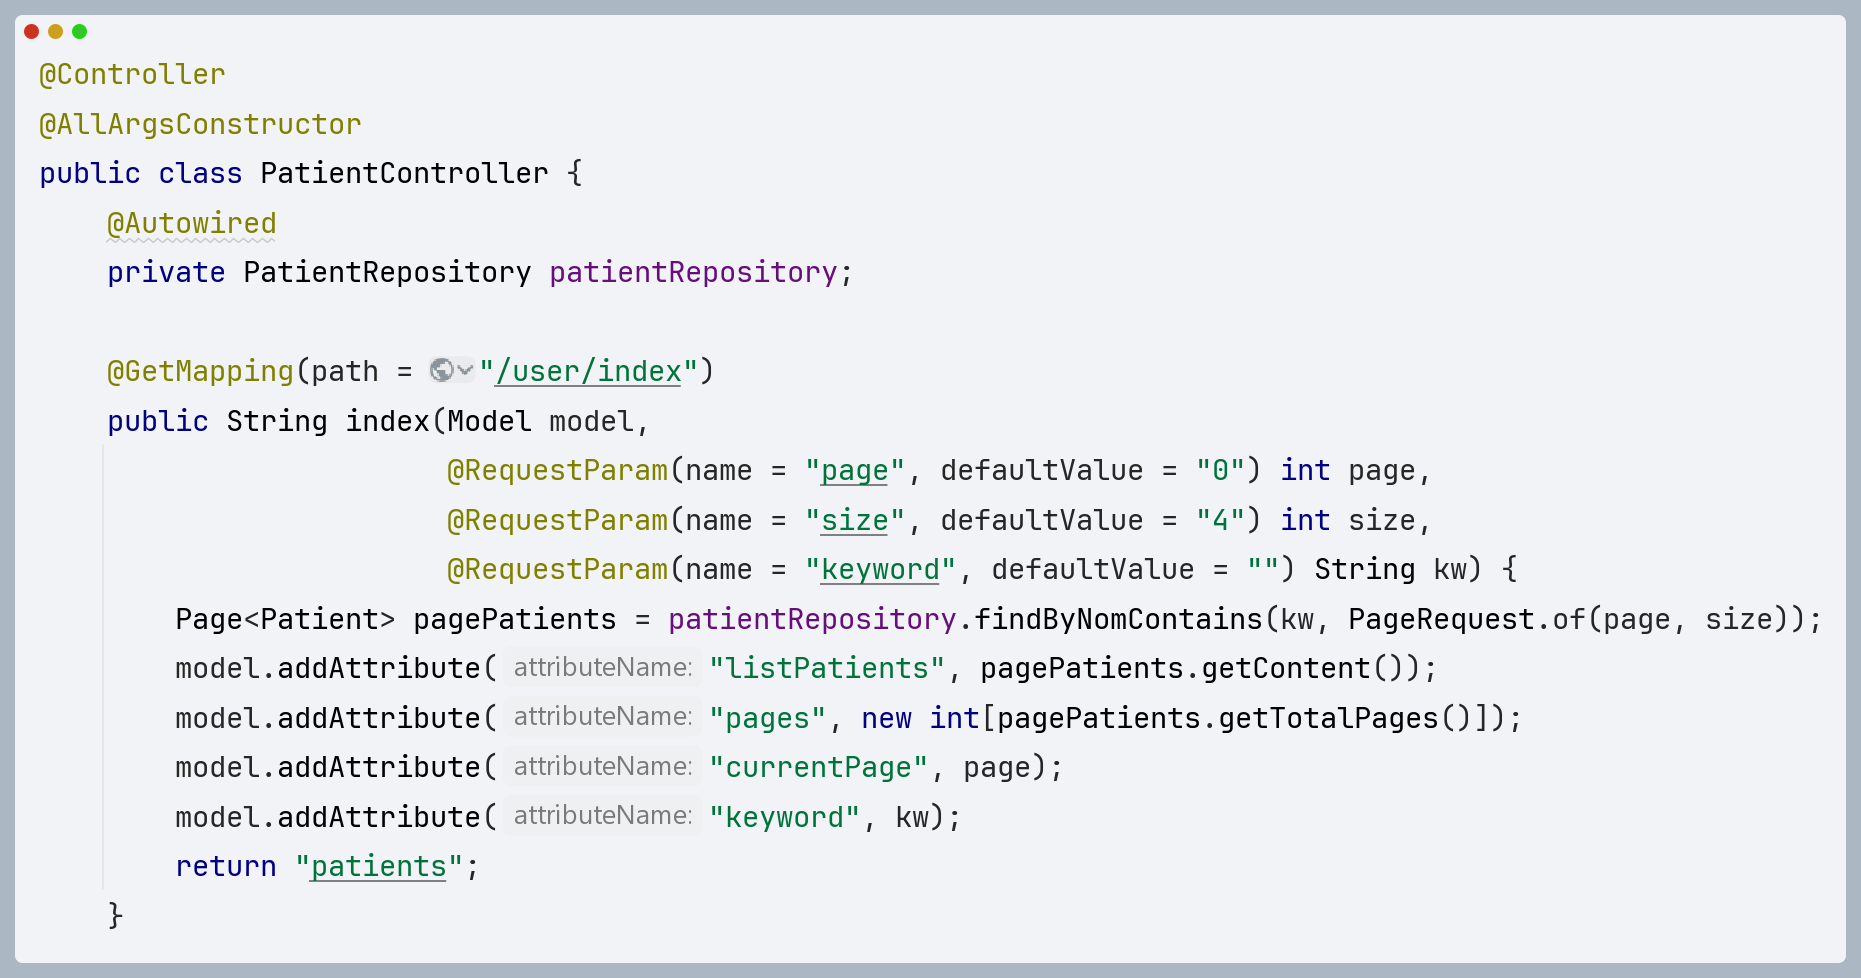 @Controller
@AllArgsConstructor
public class PatientController {
    @Autowired
    private PatientRepository patientRepository;

    @GetMapping(path = "/user/index")
    public String index(Model model,
                        @RequestParam(name = "page", defaultValue = "0") int page,
                        @RequestParam(name = "size", defaultValue = "4") int size,
                        @RequestParam(name = "keyword", defaultValue = "") String kw) {
        Page<Patient> pagePatients = patientRepository.findByNomContains(kw, PageRequest.of(page, size));
        model.addAttribute( attributeName: "listPatients", pagePatients.getContent());
        model.addAttribute( attributeName: "pages", new int[pagePatients.getTotalPages()]);
        model.addAttribute( attributeName: "currentPage", page);
        model.addAttribute( attributeName: "keyword", kw);
        return "patients";
    }